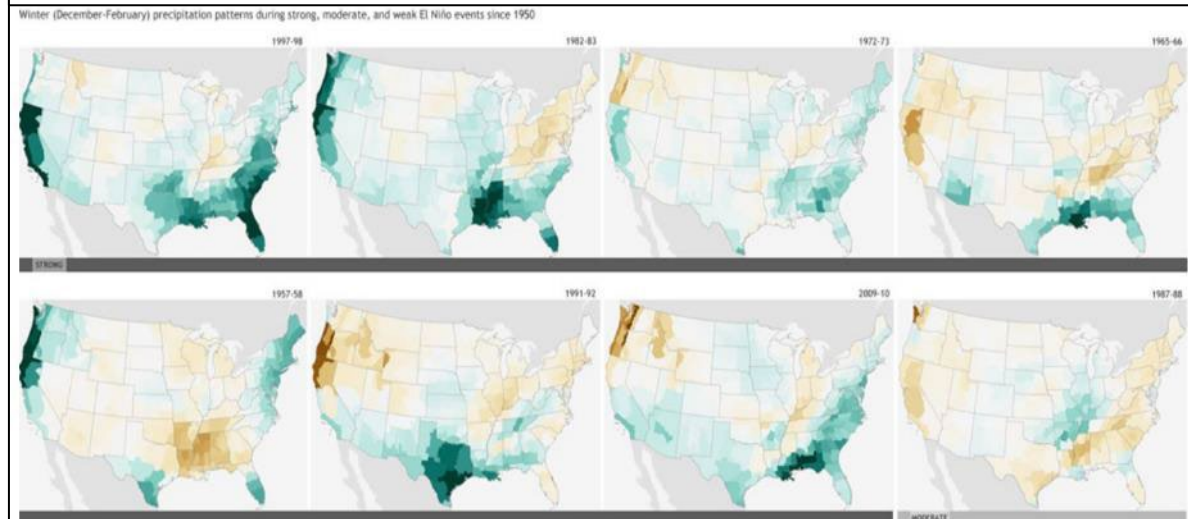 Winter (December-February) precipitation patterns during strong, moderate, and weak El Niño events since 1950
1997-98
1982-83
1972-73
1965-66
STRONG
1957-58
1991-92
2009-10
1987-88
MODERATE